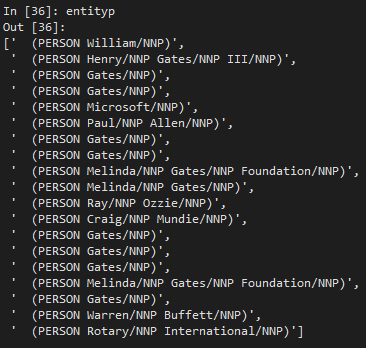 In [36]: entityp
Out [36]:
['  (PERSON William/NNP)',
 '  (PERSON Henry/NNP Gates/NNP III/NNP)',
 '  (PERSON Gates/NNP)',
 '  (PERSON Gates/NNP)',
 '  (PERSON Microsoft/NNP)',
 '  (PERSON Paul/NNP Allen/NNP)',
 '  (PERSON Gates/NNP)',
 '  (PERSON Gates/NNP)',
 '  (PERSON Melinda/NNP Gates/NNP Foundation/NNP)',
 '  (PERSON Melinda/NNP Gates/NNP)',
 '  (PERSON Ray/NNP Ozzie/NNP)',
 '  (PERSON Craig/NNP Mundie/NNP)',
 '  (PERSON Gates/NNP)',
 '  (PERSON Gates/NNP)',
 '  (PERSON Gates/NNP)',
 '  (PERSON Melinda/NNP Gates/NNP Foundation/NNP)',
 '  (PERSON Gates/NNP)',
 '  (PERSON Warren/NNP Buffett/NNP)',
 '  (PERSON Rotary/NNP International/NNP)']